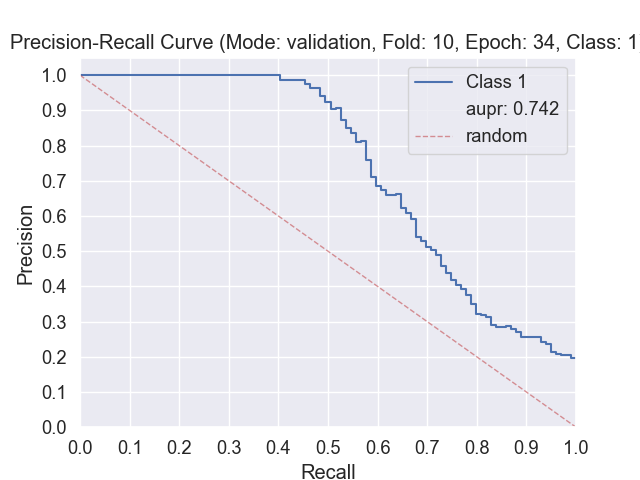 Precision-Recall Curve (Mode: validation, Fold: 10, Epoch: 34, Class: 1
Class 1
aupr: 0.742
random
Precision
1.0
0.9
0.8
0.7
0.6
0.5
0.4
0.3
0.2
0.1
0.0
0.0 0.1 0.2 0.3 0.4 0.5 0.6 0.7 0.8 0.9 1.0
Recall